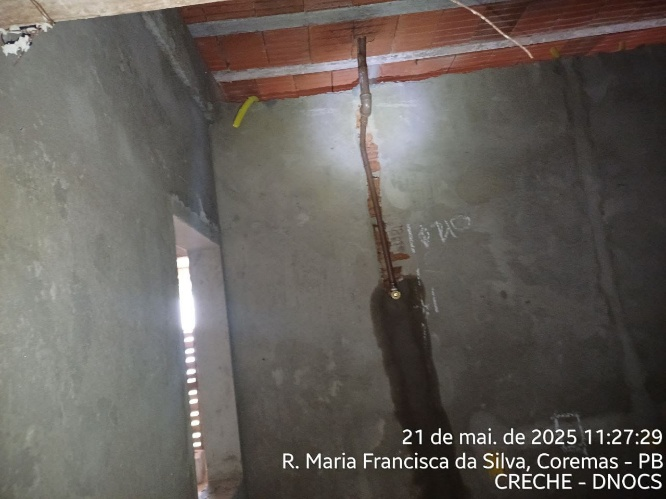 21 de mai. de 2025 11:27:29
R. Maria Francisca da Silva, Coremas - PB
CRECHE - DNOCS